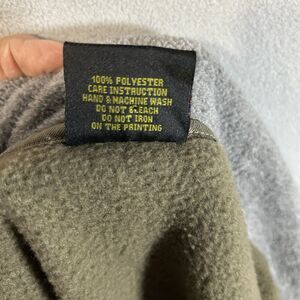 100% POLYESTER
CARE INSTRUCTION
HAND & MACHINE WASH
DO NOT BLEACH
DO NOT IRON
ON THE PRINTING